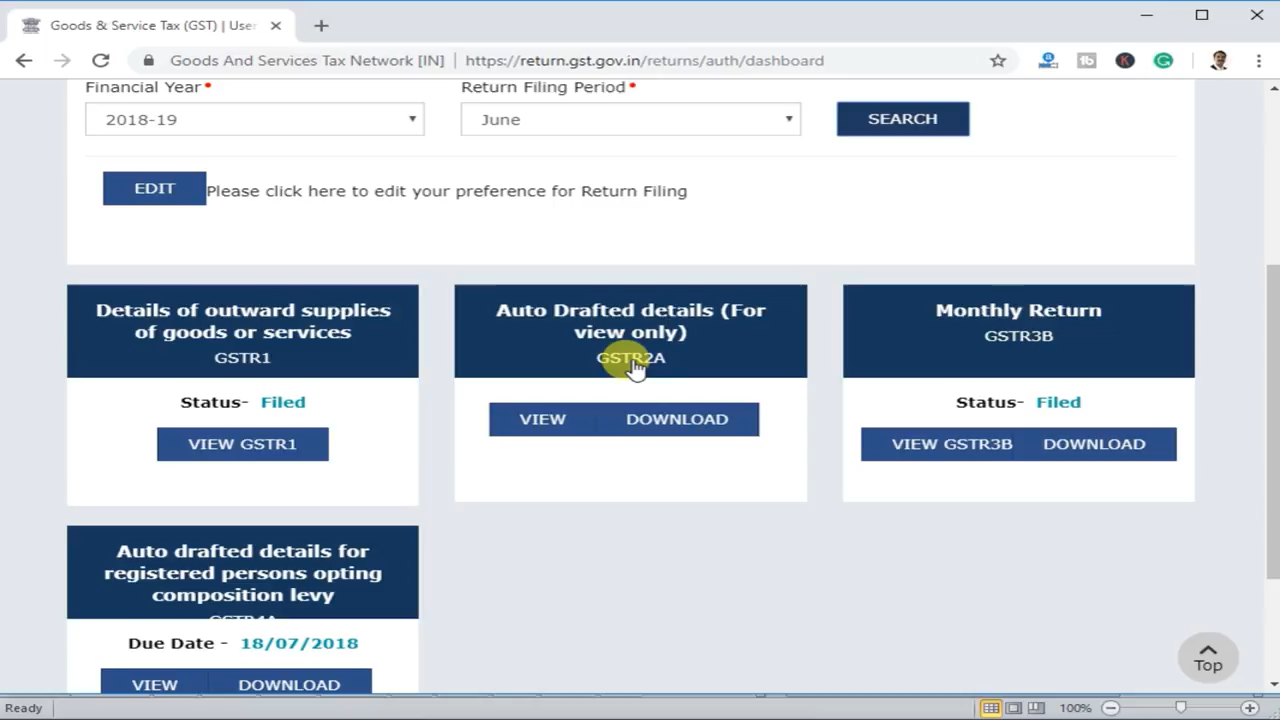 Goods & Service Tax (GST) | User
Goods And Services Tax Network [IN] | https://return.gst.gov.in/returns/auth/dashboard
Financial Year* Return Filing Period*
2018-19 June SEARCH
EDIT Please click here to edit your preference for Return Filing
Details of outward supplies
of goods or services
GSTR1
Status- Filed
VIEW GSTR1
Auto Drafted details (For
view only)
GSTR2A
VIEW DOWNLOAD
Monthly Return
GSTR3B
Status- Filed
VIEW GSTR3B DOWNLOAD
Auto drafted details for
registered persons opting
composition levy
GSTR4A
Due Date - 18/07/2018
VIEW DOWNLOAD
Top
Ready 100%